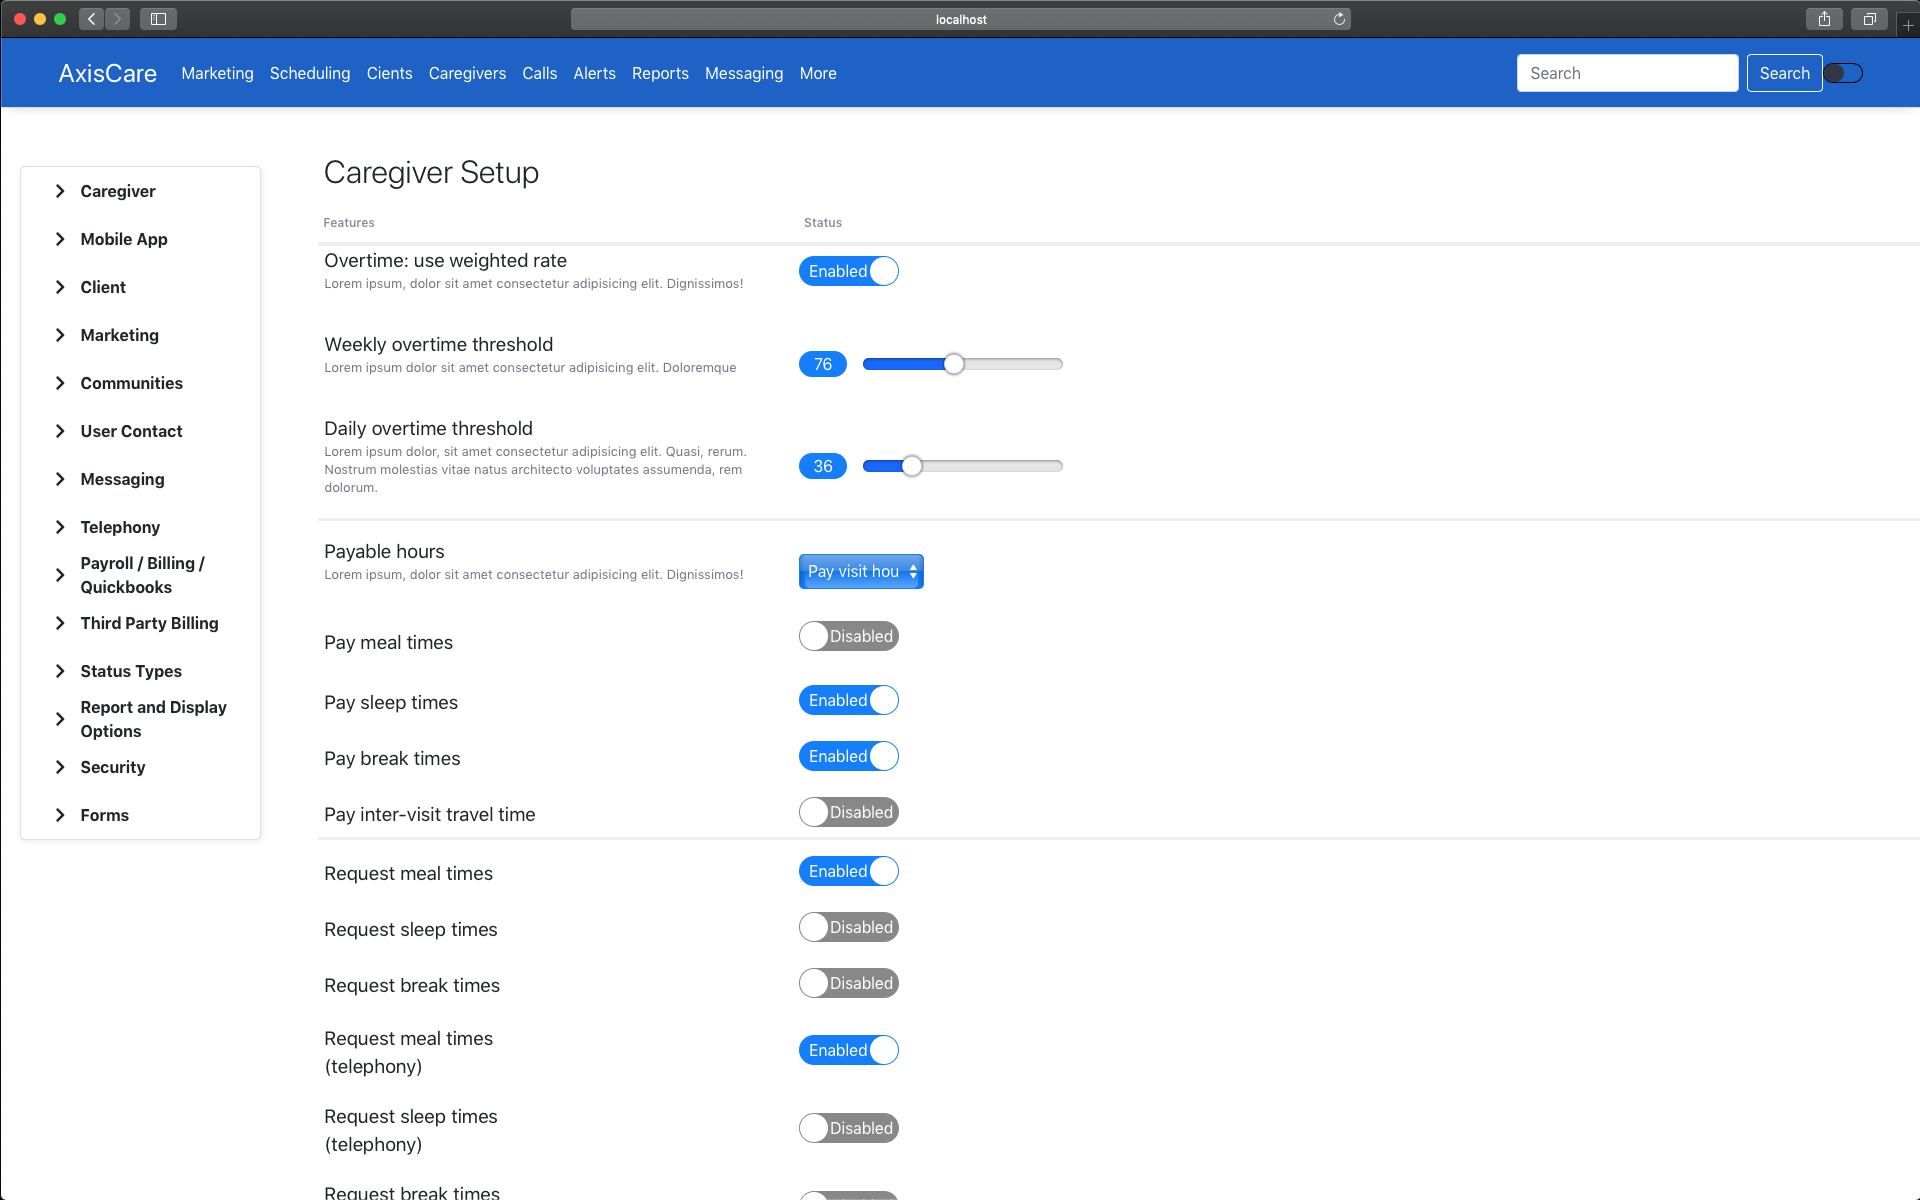 localhost
AxisCare Marketing Scheduling Cients Caregivers Calls Alerts Reports Messaging More Search Search
Caregiver
Mobile App
Client
Marketing
Communities
User Contact
Messaging
Telephony
Payroll / Billing /
Quickbooks
Third Party Billing
Status Types
Report and Display
Options
Security
Forms
Caregiver Setup
Features Status
Overtime: use weighted rate
Lorem ipsum, dolor sit amet consectetur adipisicing elit. Dignissimos!
Enabled
Weekly overtime threshold
Lorem ipsum dolor sit amet consectetur adipisicing elit. Doloremque
76
Daily overtime threshold
Lorem ipsum dolor, sit amet consectetur adipisicing elit. Quasi, rerum.
Nostrum molestias vitae natus architecto voluptates assumenda, rem
dolorum.
36
Payable hours
Lorem ipsum, dolor sit amet consectetur adipisicing elit. Dignissimos!
Pay visit hou
Pay meal times Disabled
Pay sleep times Enabled
Pay break times Enabled
Pay inter-visit travel time Disabled
Request meal times Enabled
Request sleep times Disabled
Request break times Disabled
Request meal times
(telephony)
Enabled
Request sleep times
(telephony)
Disabled
Request break times